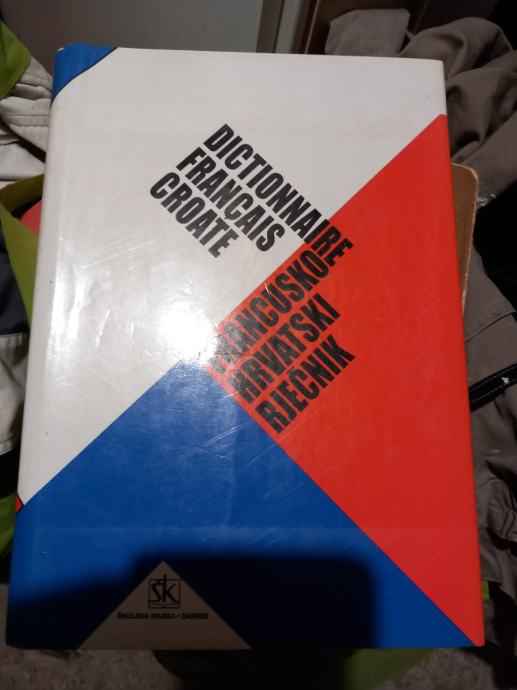 DICTIONNAIRE
FRANÇAIS
CROATE
FRANCUSKO
HRVATSKI
RJEČNIK
ŠK
ŠKOLSKA KNJIGA • ZAGREB